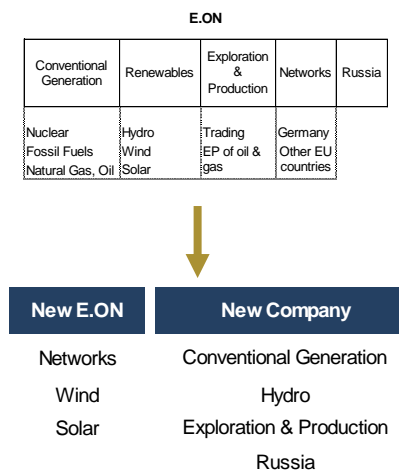 E.ON
Conventional Generation
Renewables
Exploration & Production
Networks
Russia
Nuclear
Fossil Fuels
Natural Gas, Oil
Hydro
Wind
Solar
Trading
EP of oil &
gas
Germany
Other EU
countries
New E.ON
Networks
Wind
Solar
New Company
Conventional Generation
Hydro
Exploration & Production
Russia